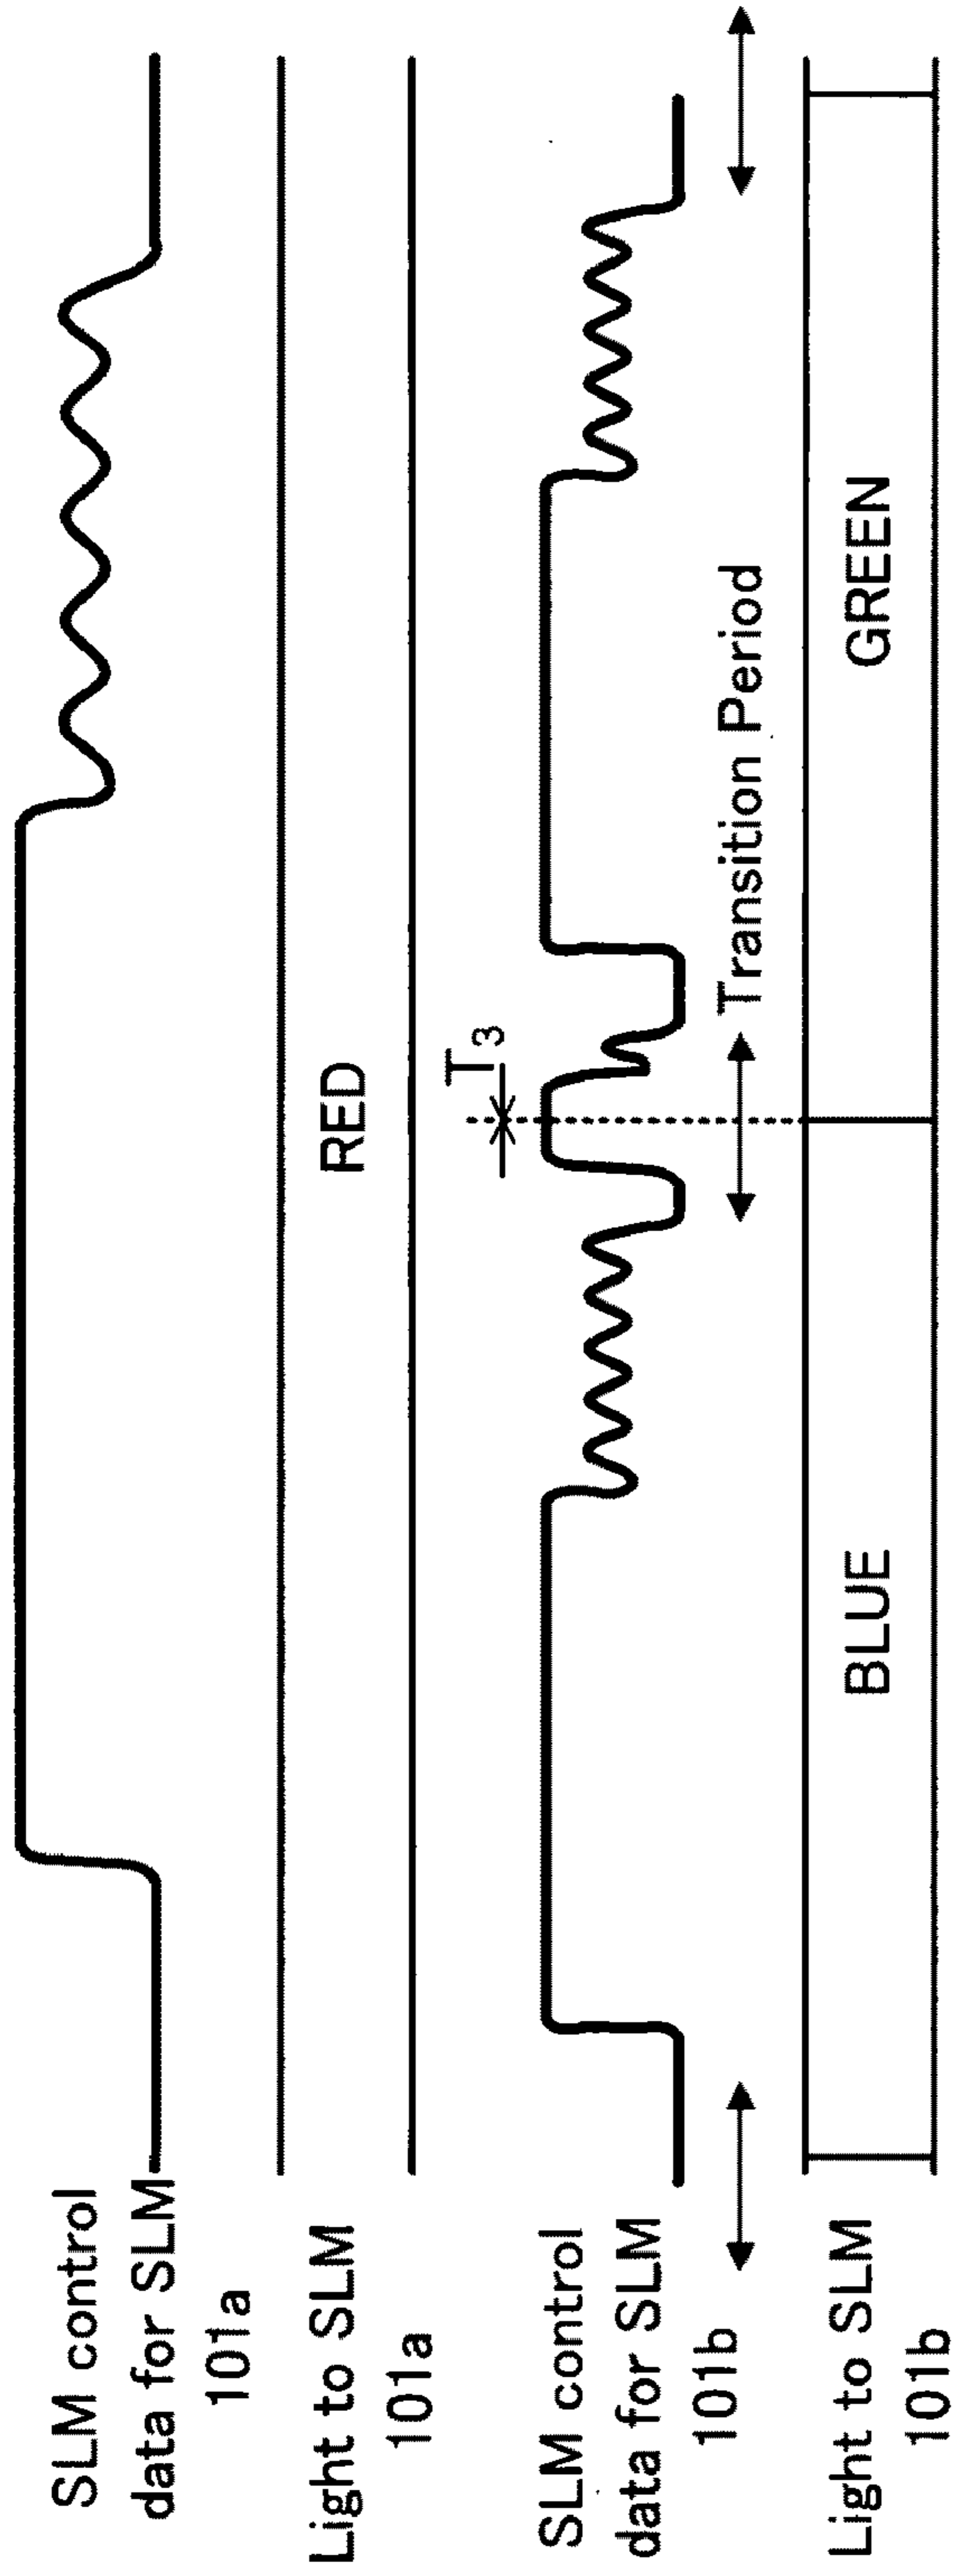 SLM control
data for SLM
101a
Light to SLM
101a
RED
SLM control
data for SLM
101b
T3
Transition Period
Light to SLM
101b
BLUE
GREEN